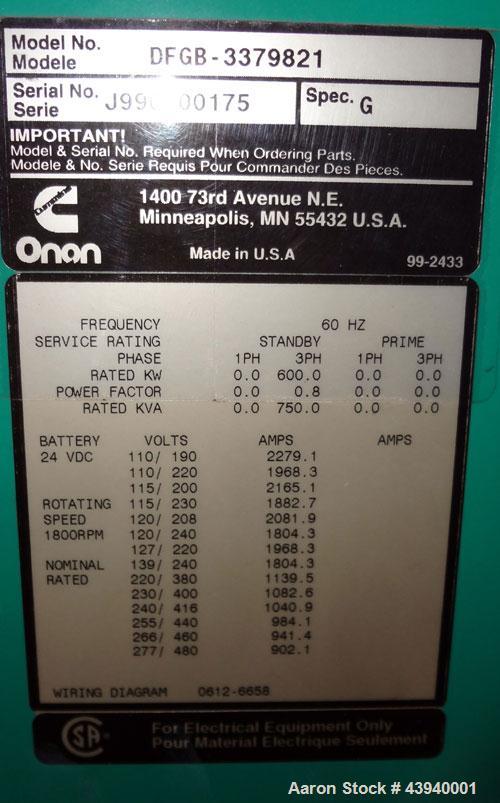 Model No.
Modele DFGB-3379821
Serial No.
Serie 00175 Spec. G
IMPORTANT!
Model & Serial No. Required When Ordering Parts.
Modele & No. Serie Requis Pour Commander Des Pieces.
Cummins
Onan
1400 73rd Avenue N.E.
Minneapolis, MN 55432 U.S.A.
Made in U.S.A 99-2433
FREQUENCY 60 HZ
SERVICE RATING STANDBY PRIME
PHASE 1PH 3PH 1PH 3PH
RATED KW 0.0 600.0 0.0 0.0
POWER FACTOR 0.0 0.8 0.0 0.0
RATED KVA 0.0 750.0 0.0 0.0
BATTERY VOLTS AMPS AMPS
24 VDC 110/ 190 2279.1
110/ 220 1968.3
115/ 200 2165.1
ROTATING 115/ 230 1882.7
SPEED 120/ 208 2081.9
1800RPM 120/ 240 1804.3
127/ 220 1968.3
NOMINAL 139/ 240 1804.3
RATED 220/ 380 1139.5
230/ 400 1082.6
240/ 416 1040.9
255/ 440 984.1
266/ 460 941.4
277/ 480 902.1
WIRING DIAGRAM 0612-6658
CSA
For Electrical Equipment Only
Pour Material Electrique Seulement
Aaron Stock # 43940001